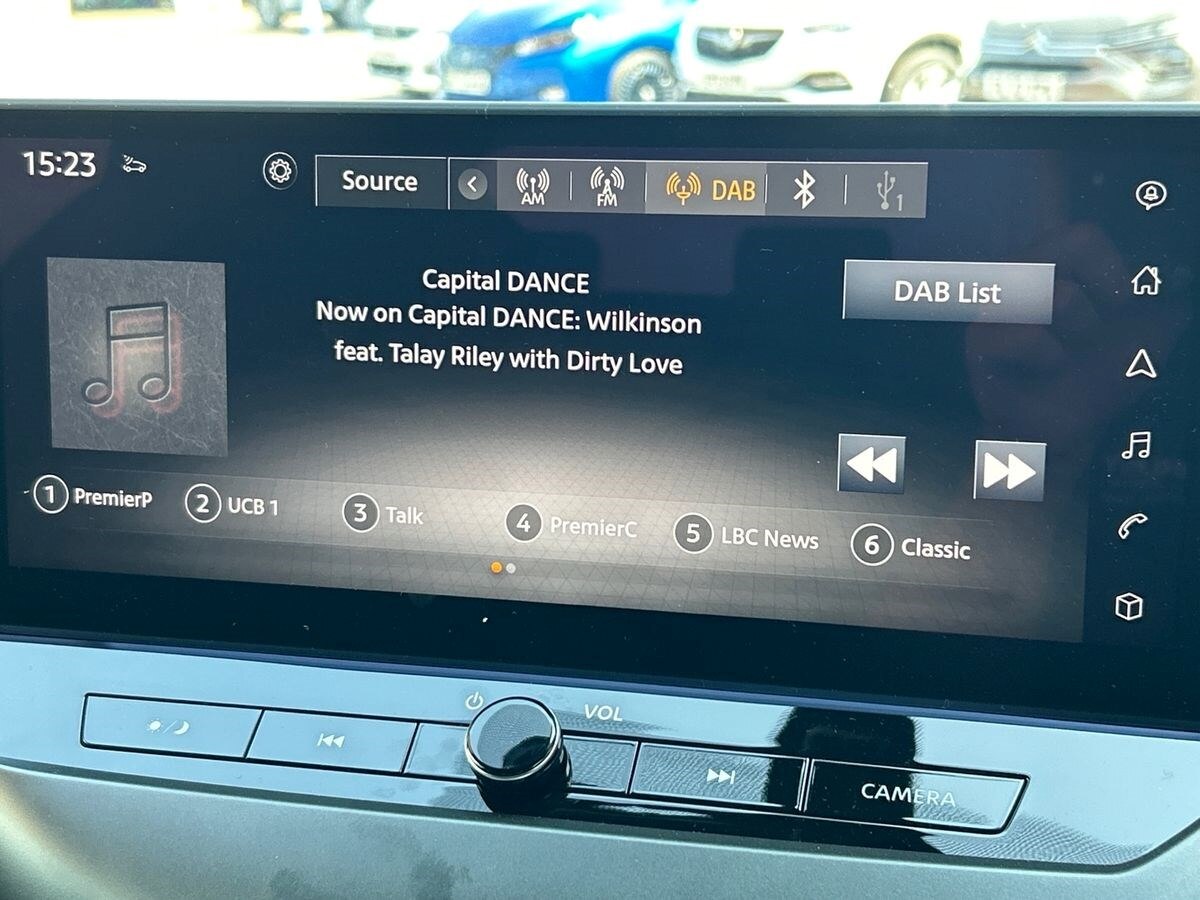 15:23
Source
AM
FM
DAB
1
Capital DANCE
Now on Capital DANCE: Wilkinson
feat. Talay Riley with Dirty Love
DAB List
1 PremierP
2 UCB 1
3 Talk
4 PremierC
5 LBC News
6 Classic
VOL
CAMERA